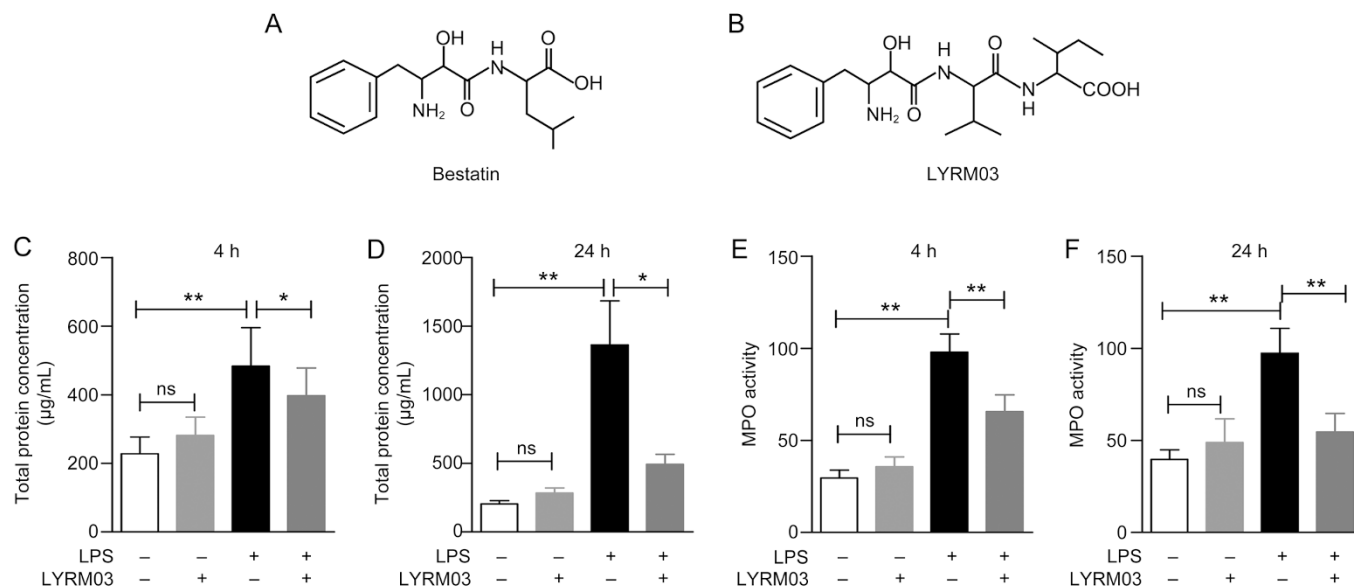 A
OH
H
N
O
OH
NH₂
O
Bestatin
B
OH
H
N
O
NH₂
O
N
H
COOH
LYRM03
C
4 h
Total protein concentration
(μg/mL)
800
600
400
200
0
**
*
ns
LPS – – + +
LYRM03 – + – +
D
24 h
Total protein concentration
(μg/mL)
2000
1500
1000
500
0
**
*
ns
LPS – – + +
LYRM03 – + – +
E
4 h
MPO activity
150
100
50
0
**
**
ns
LPS – – + +
LYRM03 – + – +
F
24 h
MPO activity
150
100
50
0
**
**
ns
LPS – – + +
LYRM03 – + – +